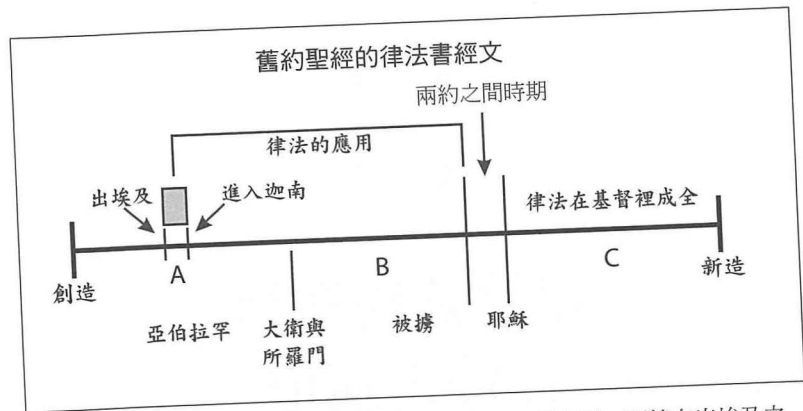 舊約聖經的律法書經文
兩約之間時期
律法的應用
出埃及
進入迦南
律法在基督裡成全
創造
A
B
C
新造
亞伯拉罕
大衛與
所羅門
被擄
耶穌